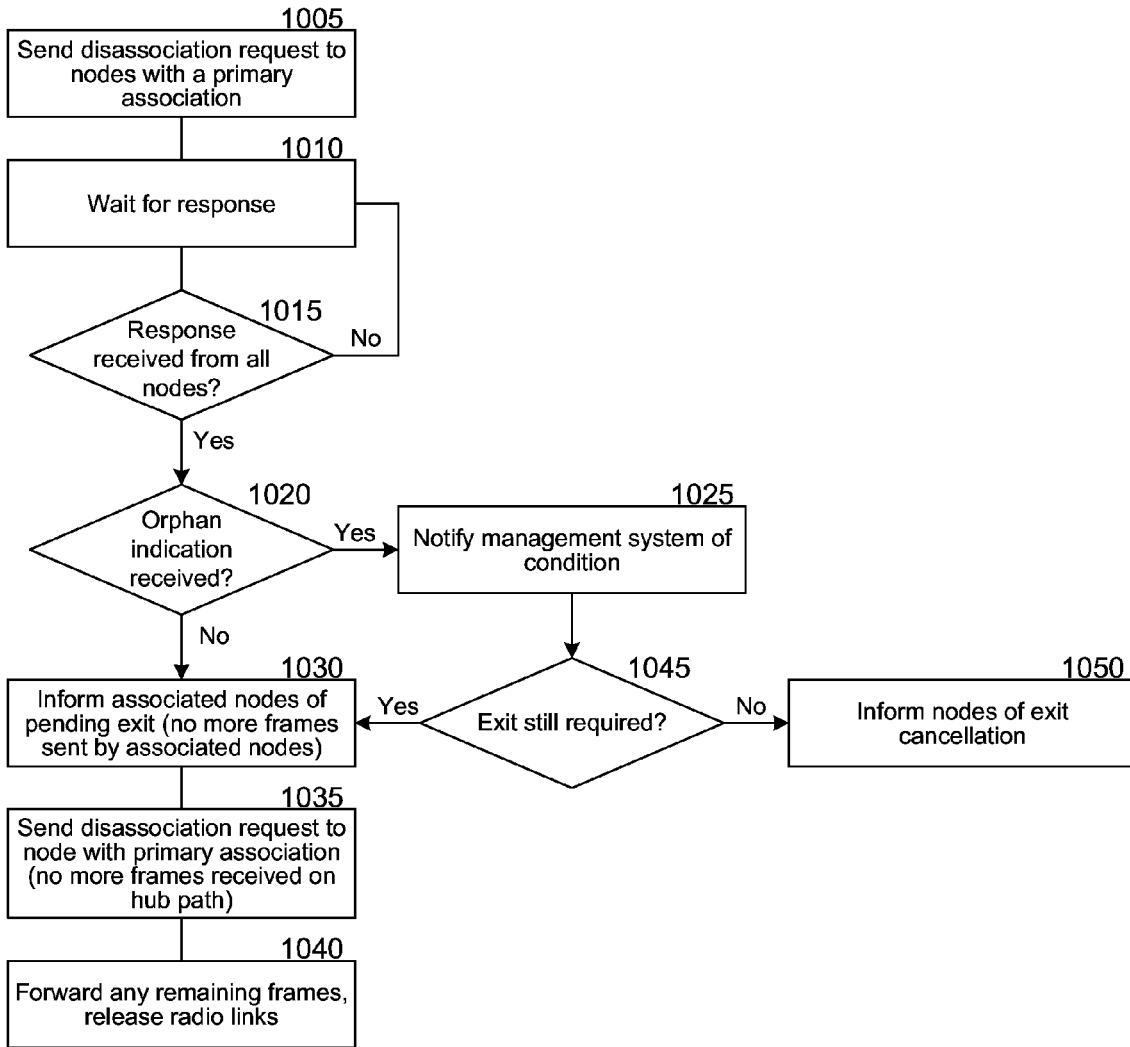 1005
Send disassociation request to
nodes with a primary
association
1010
Wait for response
1015
Response
received from all
nodes?
No
Yes
1020
Orphan
indication
received?
Yes
1025
Notify management system of
condition
No
1030
Inform associated nodes of
pending exit (no more frames
sent by associated nodes)
Yes
1045
Exit still required?
No
1050
Inform nodes of exit
cancellation
1035
Send disassociation request to
node with primary association
(no more frames received on
hub path)
1040
Forward any remaining frames,
release radio links